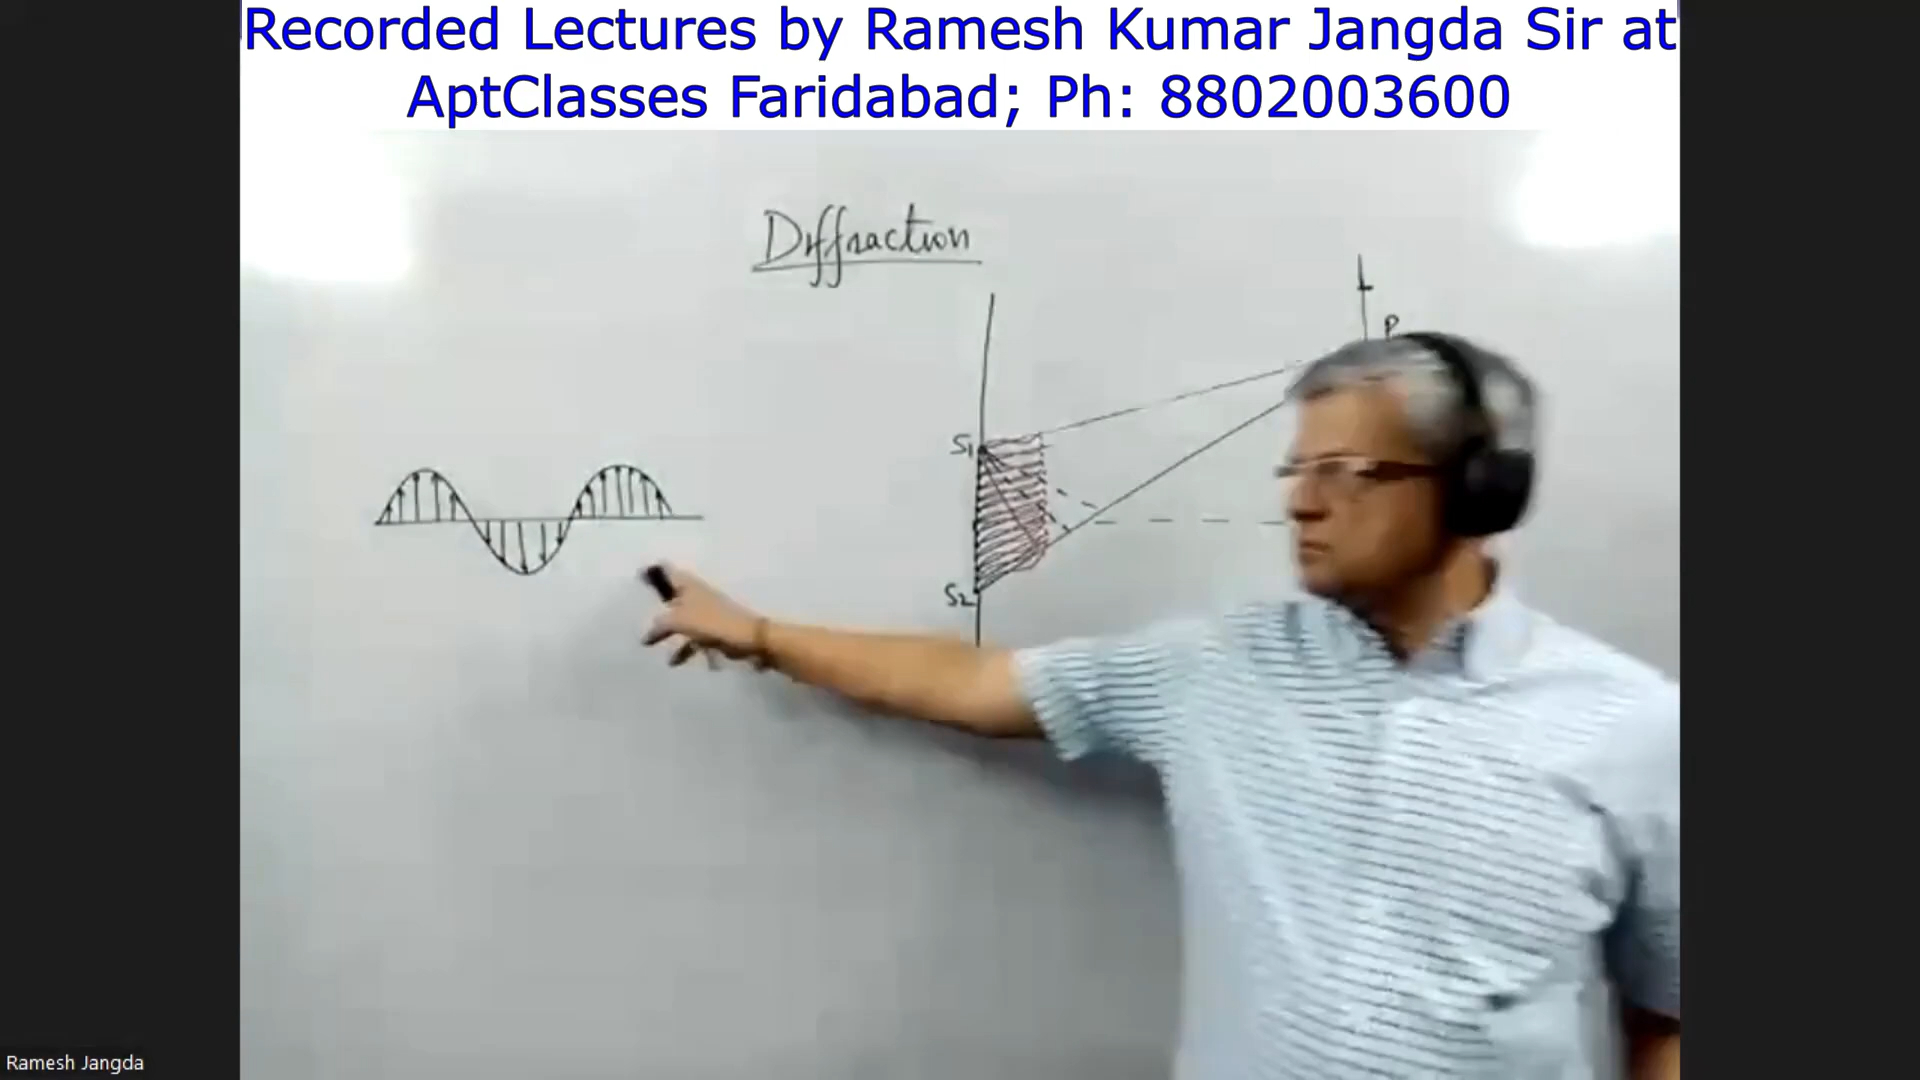 Recorded Lectures by Ramesh Kumar Jangda Sir at
AptClasses Faridabad; Ph: 8802003600
Diffraction
P
S1
S2
Ramesh Jangda